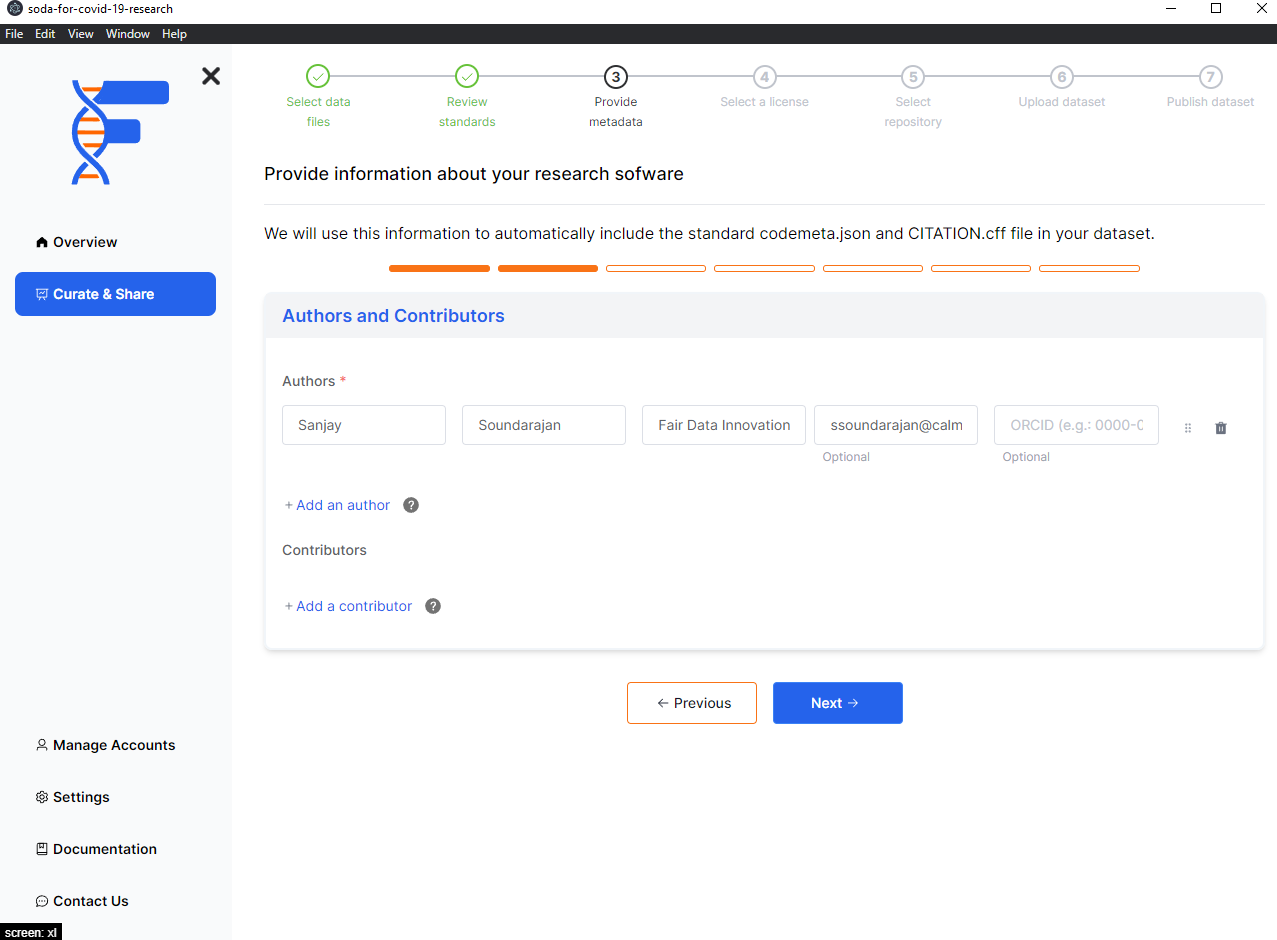 soda-for-covid-19-research
File Edit View Window Help
Select data files
Review standards
3
Provide metadata
4
Select a license
5
Select repository
6
Upload dataset
7
Publish dataset
Provide information about your research sofware
We will use this information to automatically include the standard codemeta.json and CITATION.cff file in your dataset.
Overview
Curate & Share
Authors and Contributors
Authors *
Sanjay
Soundarajan
Fair Data Innovation
ssoundarajan@calm
ORCID (e.g.: 0000-0
Optional
Optional
+ Add an author ?
Contributors
+ Add a contributor ?
← Previous
Next →
Manage Accounts
Settings
Documentation
Contact Us
screen: xl